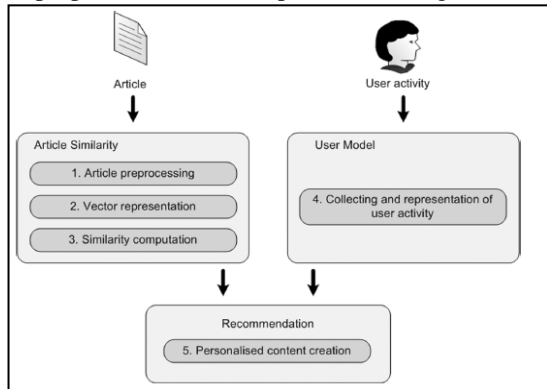 Article
User activity
Article Similarity
1. Article preprocessing
2. Vector representation
3. Similarity computation
User Model
4. Collecting and representation of
user activity
Recommendation
5. Personalised content creation